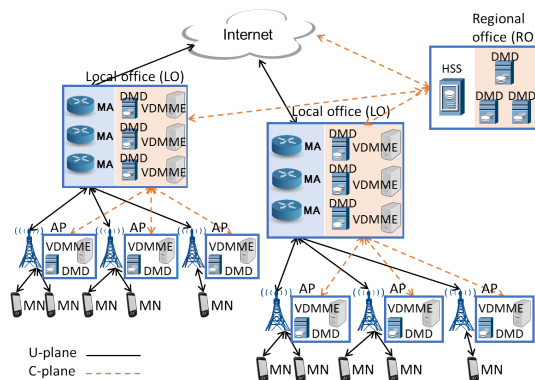 Internet
Regional
office (RO
HSS
DMD
DMD DMD
Local office (LO)
MA DMD VDMME
MA DMD VDMME
MA DMD VDMME
Local office (LO)
MA DMD VDMME
MA DMD VDMME
MA DMD VDMME
AP AP AP
VDMME VDMME VDMME
DMD DMD DMD
MN MN MN MN MN
AP AP AP
VDMME VDMME VDMME
DMD DMD DMD
MN MN MN MN MN
U-plane
C-plane